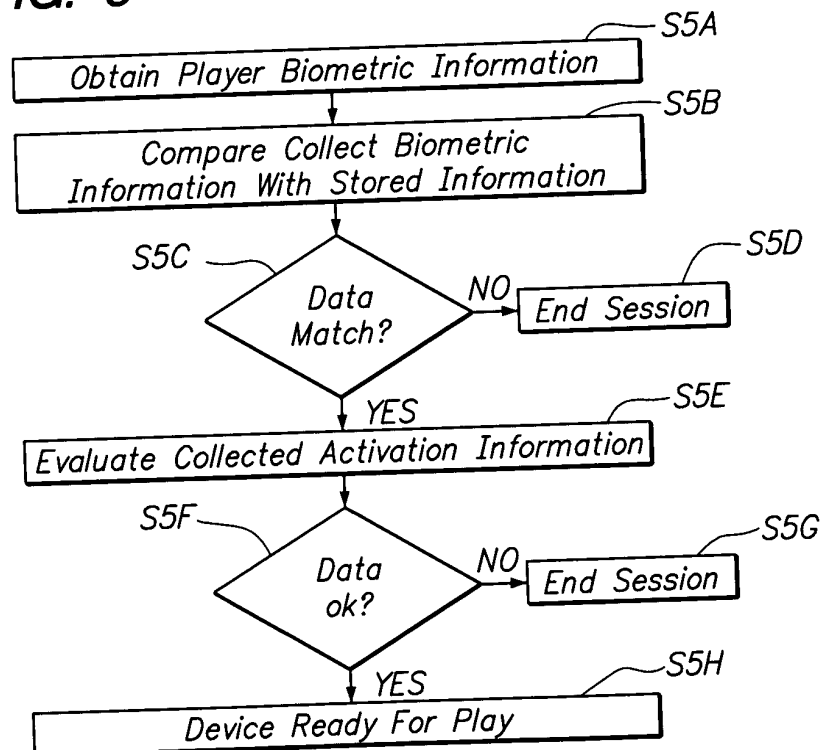 S5A
Obtain Player Biometric Information
S5B
Compare Collect Biometric
Information With Stored Information
S5C
Data
Match?
NO
S5D
End Session
YES
S5E
Evaluate Collected Activation Information
S5F
Data
ok?
NO
S5G
End Session
YES
S5H
Device Ready For Play